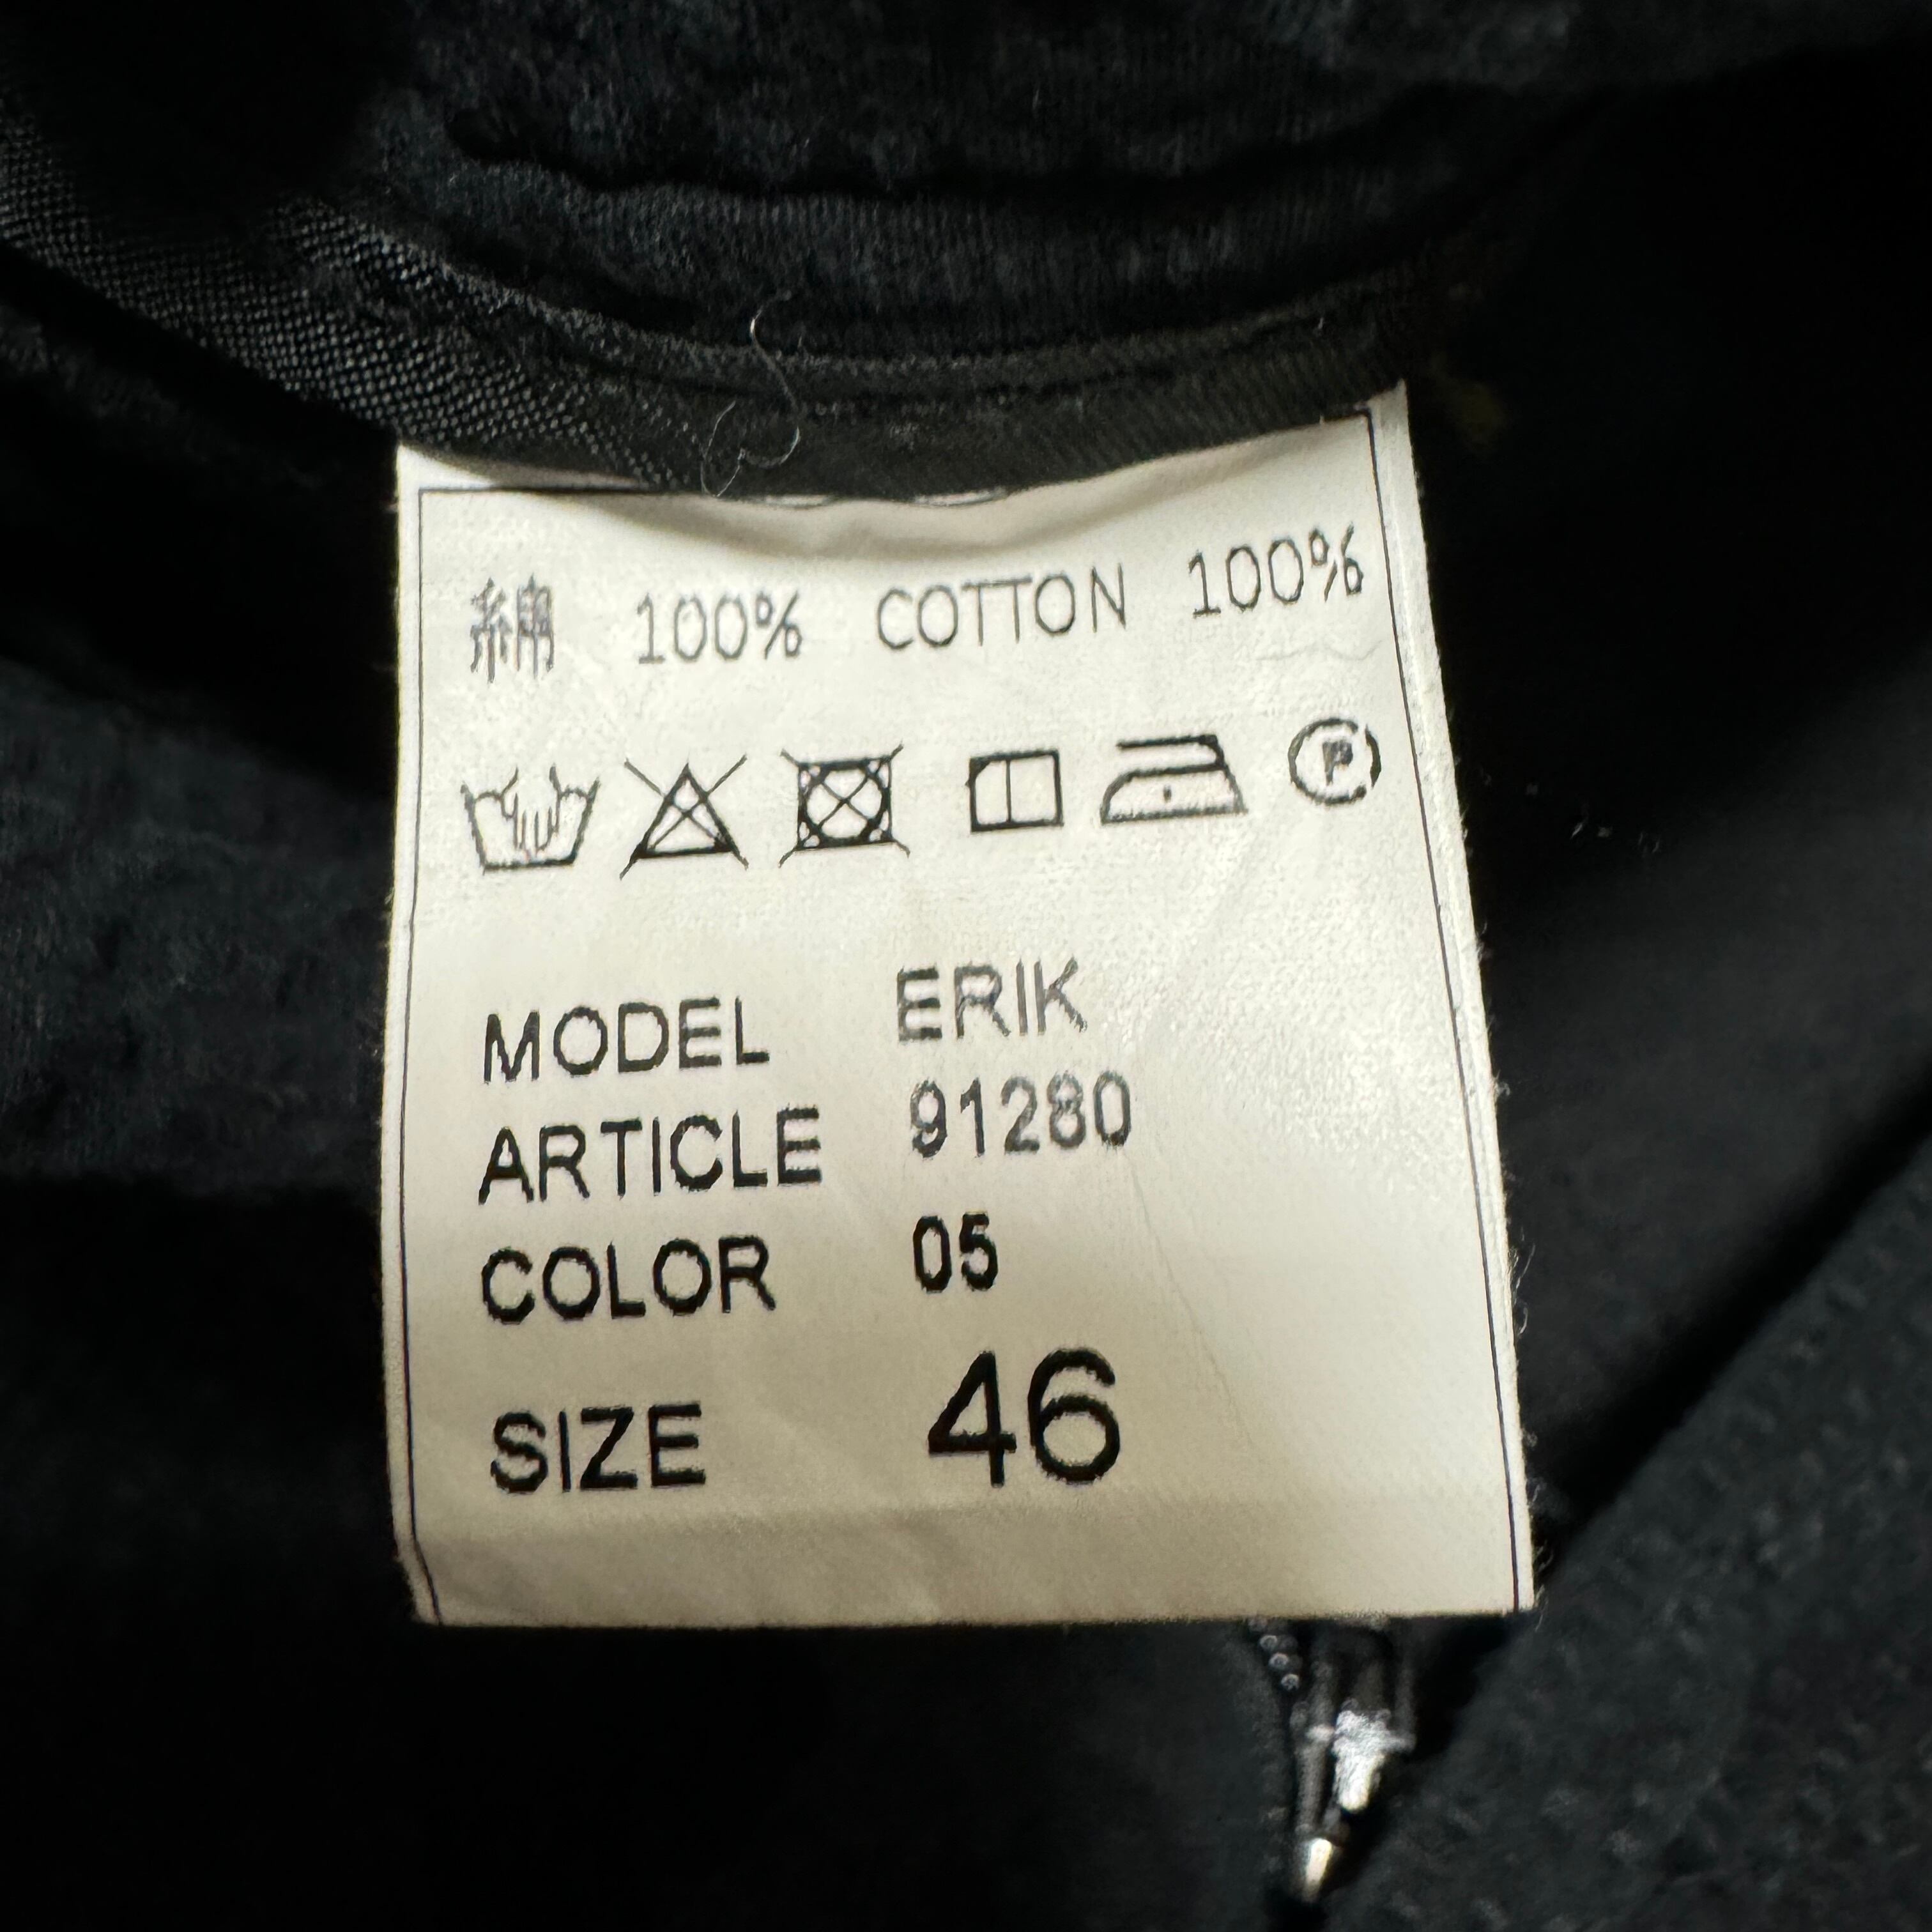 綿 100% COTTON 100%
P
MODEL ERIK
ARTICLE 91280
COLOR 05
SIZE 46